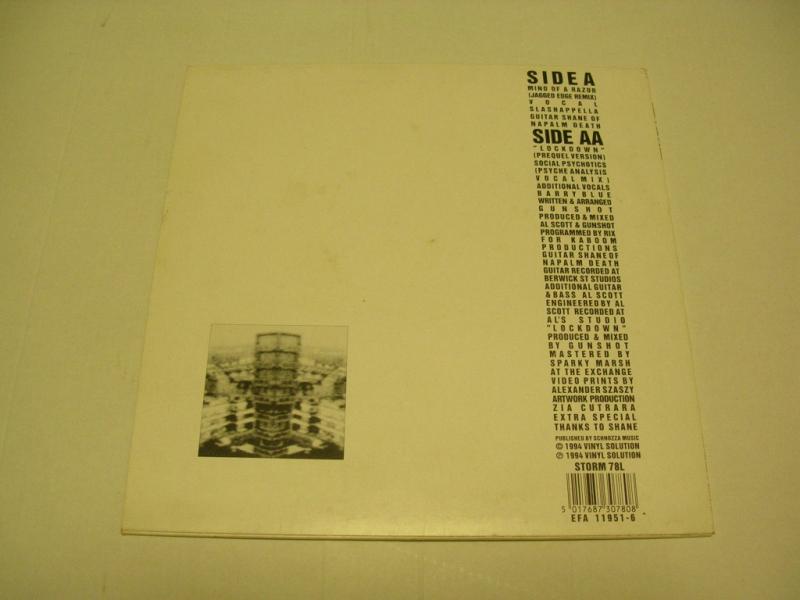 SIDE A
MIND OF A RAZOR
(JAGGED EDGE REMIX)
VOCAL
SLASHAPPELLA
GUITAR SHANE OF
NAPALM DEATH
SIDE AA
"LOCKDOWN"
(PREQUEL VERSION)
SOCIAL PSYCHOTICS
(PSYCHE ANALYSIS
VOCAL MIX)
ADDITIONAL VOCALS
BARRY BLUE
WRITTEN & ARRANGED
GUNSHOT
PRODUCED & MIXED
AL SCOTT & GUNSHOT
PROGRAMMED BY RIX
FOR KABOOM
PRODUCTIONS
GUITAR SHANE OF
NAPALM DEATH
GUITAR RECORDED AT
BERWICK ST STUDIOS
ADDITIONAL GUITAR
& BASS AL SCOTT
ENGINEERED BY AL
SCOTT RECORDED AT
AL'S STUDIO
"LOCKDOWN"
PRODUCED & MIXED
BY GUNSHOT
MASTERED BY
SPARKY MARSH
AT THE EXCHANGE
VIDEO PRINTS BY
ALEXANDER SZASZY
ARTWORK PRODUCTION
ZIA CUTRARA
EXTRA SPECIAL
THANKS TO SHANE
PUBLISHED BY SCHNOZZA MUSIC
© 1994 VINYL SOLUTION
℗ 1994 VINYL SOLUTION
STORM 78L
5 017687 307808
EFA 11951-6